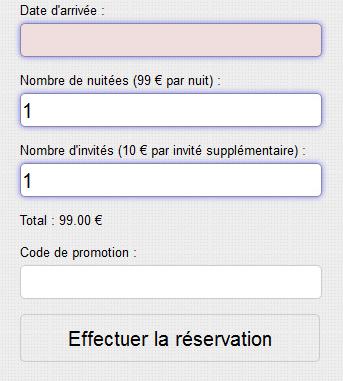 Date d'arrivée :
Nombre de nuitées (99 € par nuit) :
1
Nombre d'invités (10 € par invité supplémentaire) :
1
Total : 99.00 €
Code de promotion :
Effectuer la réservation